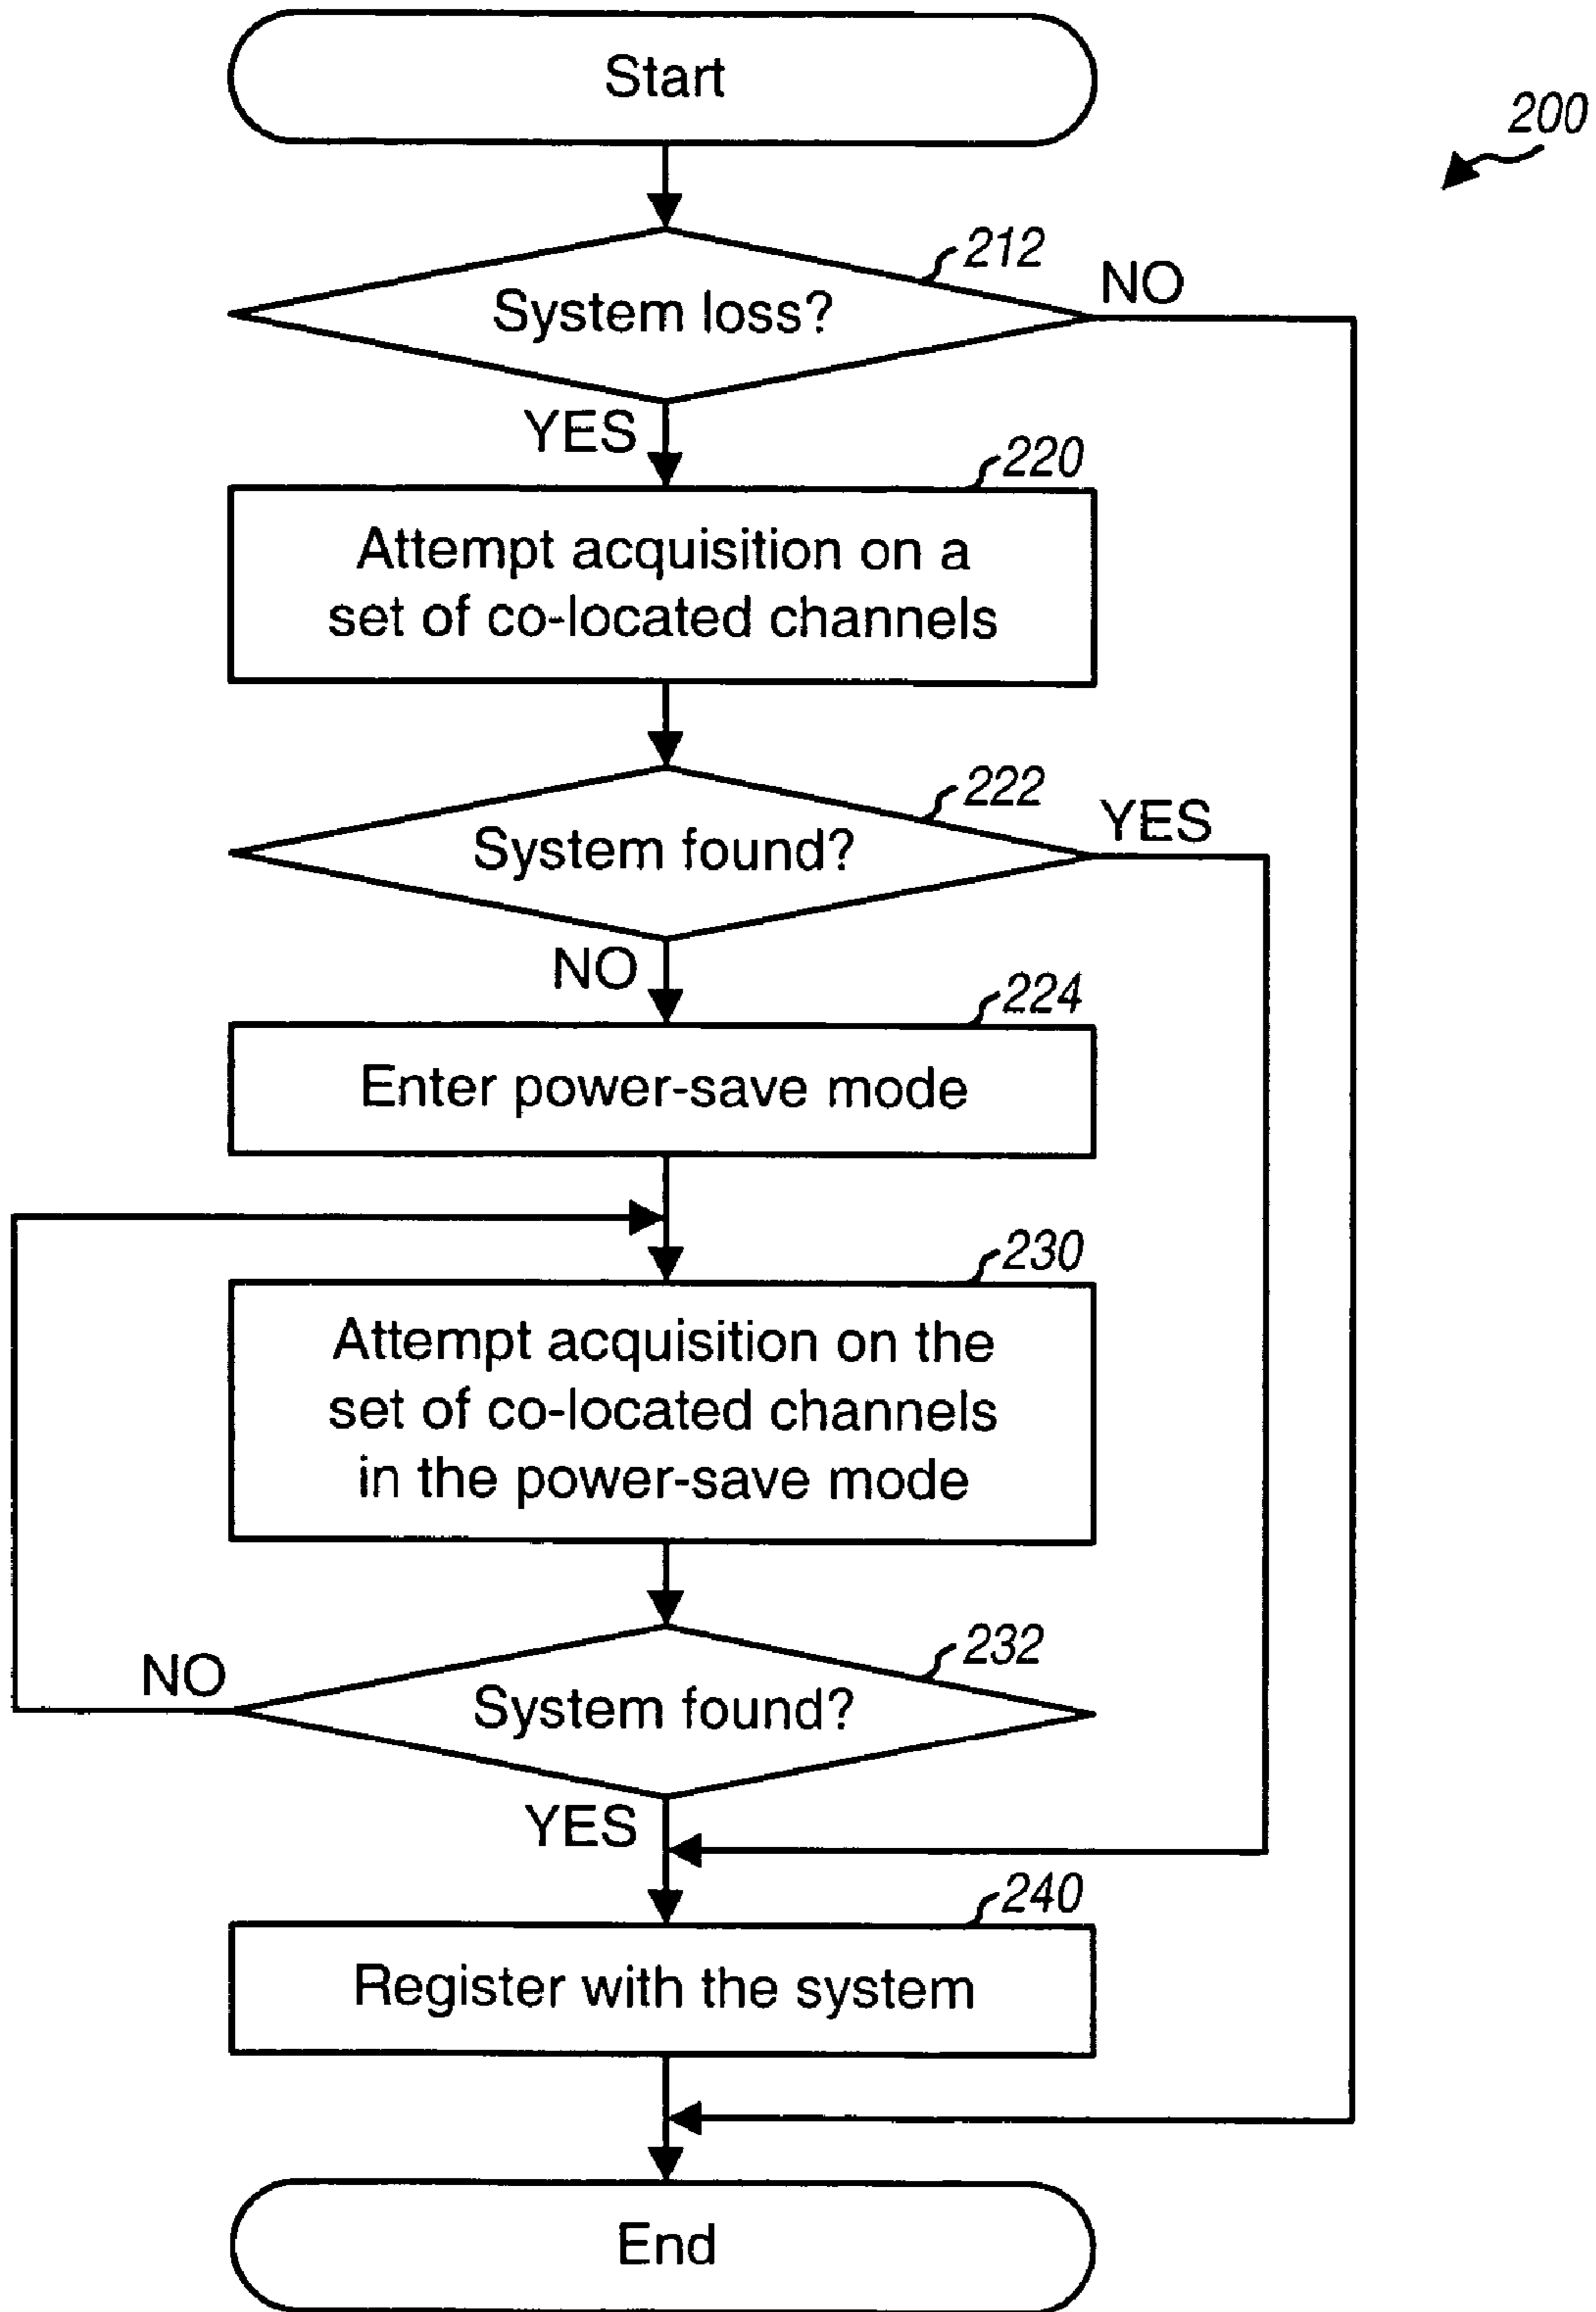 Start
200
212
System loss?
NO
YES
220
Attempt acquisition on a
set of co-located channels
222
System found?
YES
NO
224
Enter power-save mode
230
Attempt acquisition on the
set of co-located channels
in the power-save mode
232
NO
System found?
YES
240
Register with the system
End